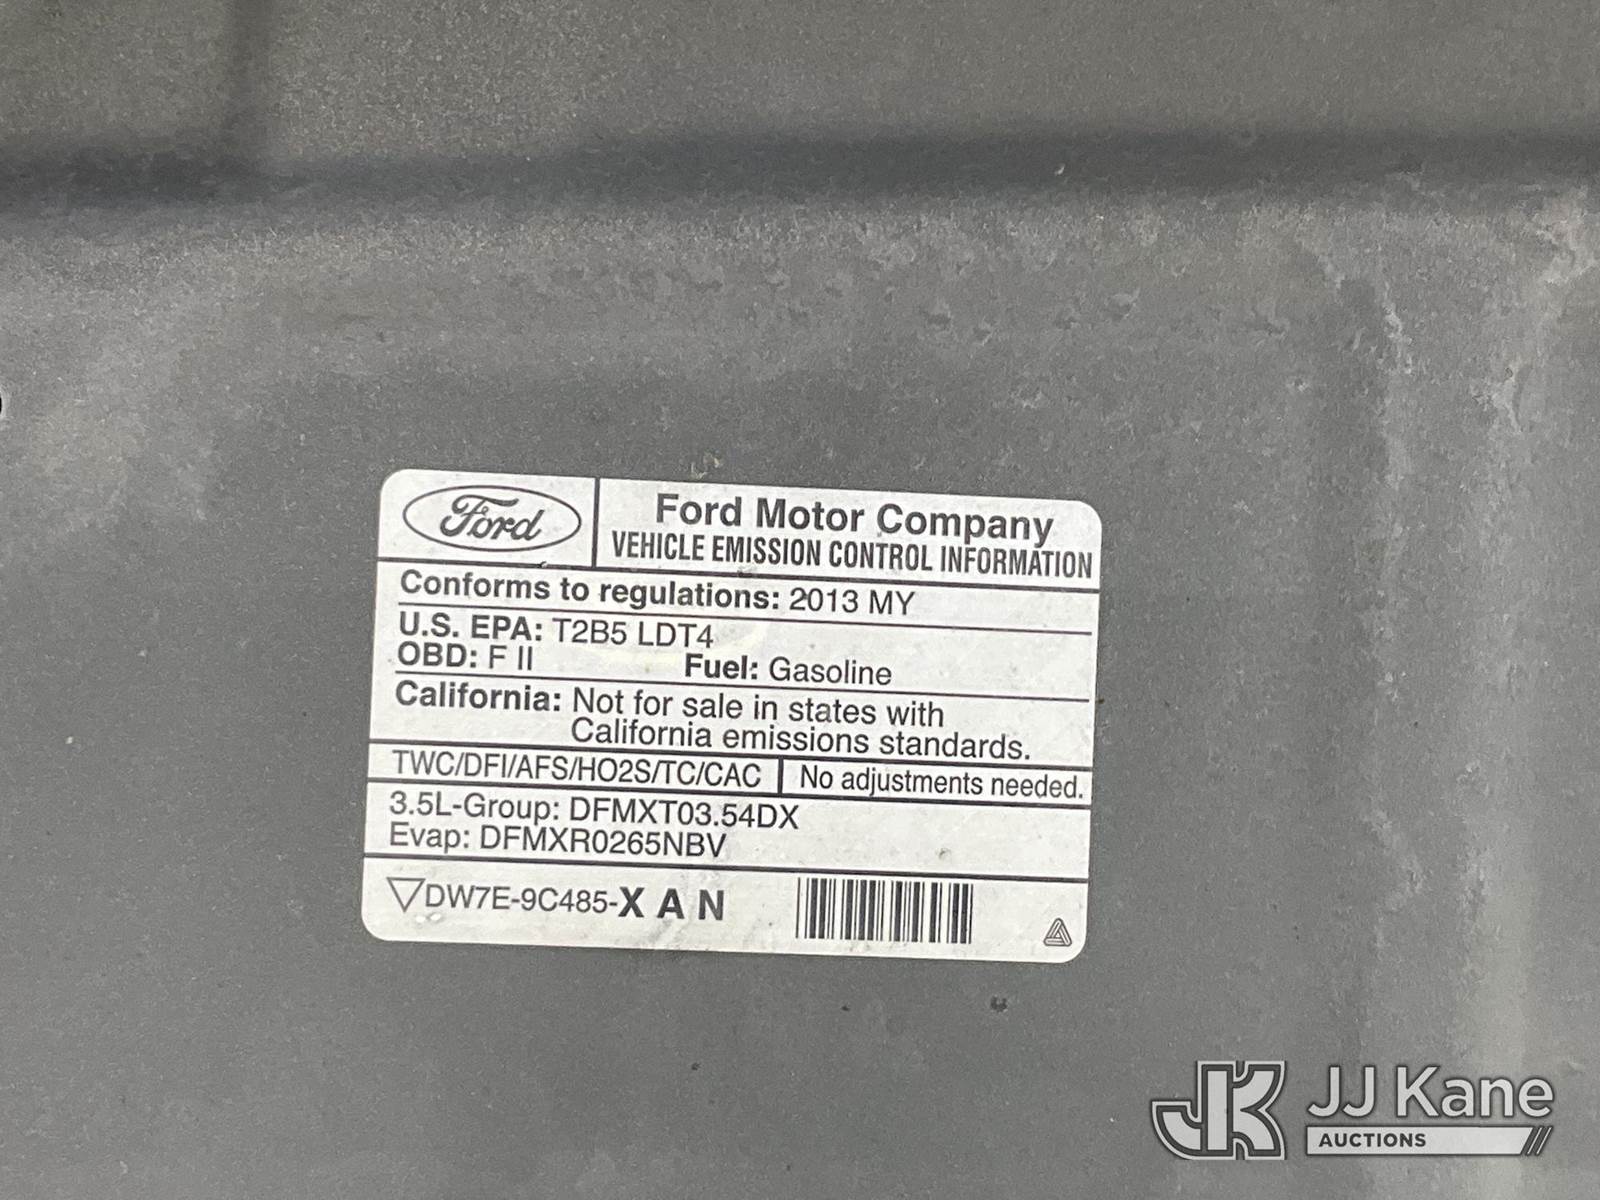 Ford
Ford Motor Company
VEHICLE EMISSION CONTROL INFORMATION
Conforms to regulations: 2013 MY
U.S. EPA: T2B5 LDT4
OBD: F II Fuel: Gasoline
California: Not for sale in states with
California emissions standards.
TWC/DFI/AFS/HO2S/TC/CAC No adjustments needed.
3.5L-Group: DFMXT03.54DX
Evap: DFMXR0265NBV
DW7E-9C485-X A N
JK JJ Kane
AUCTIONS